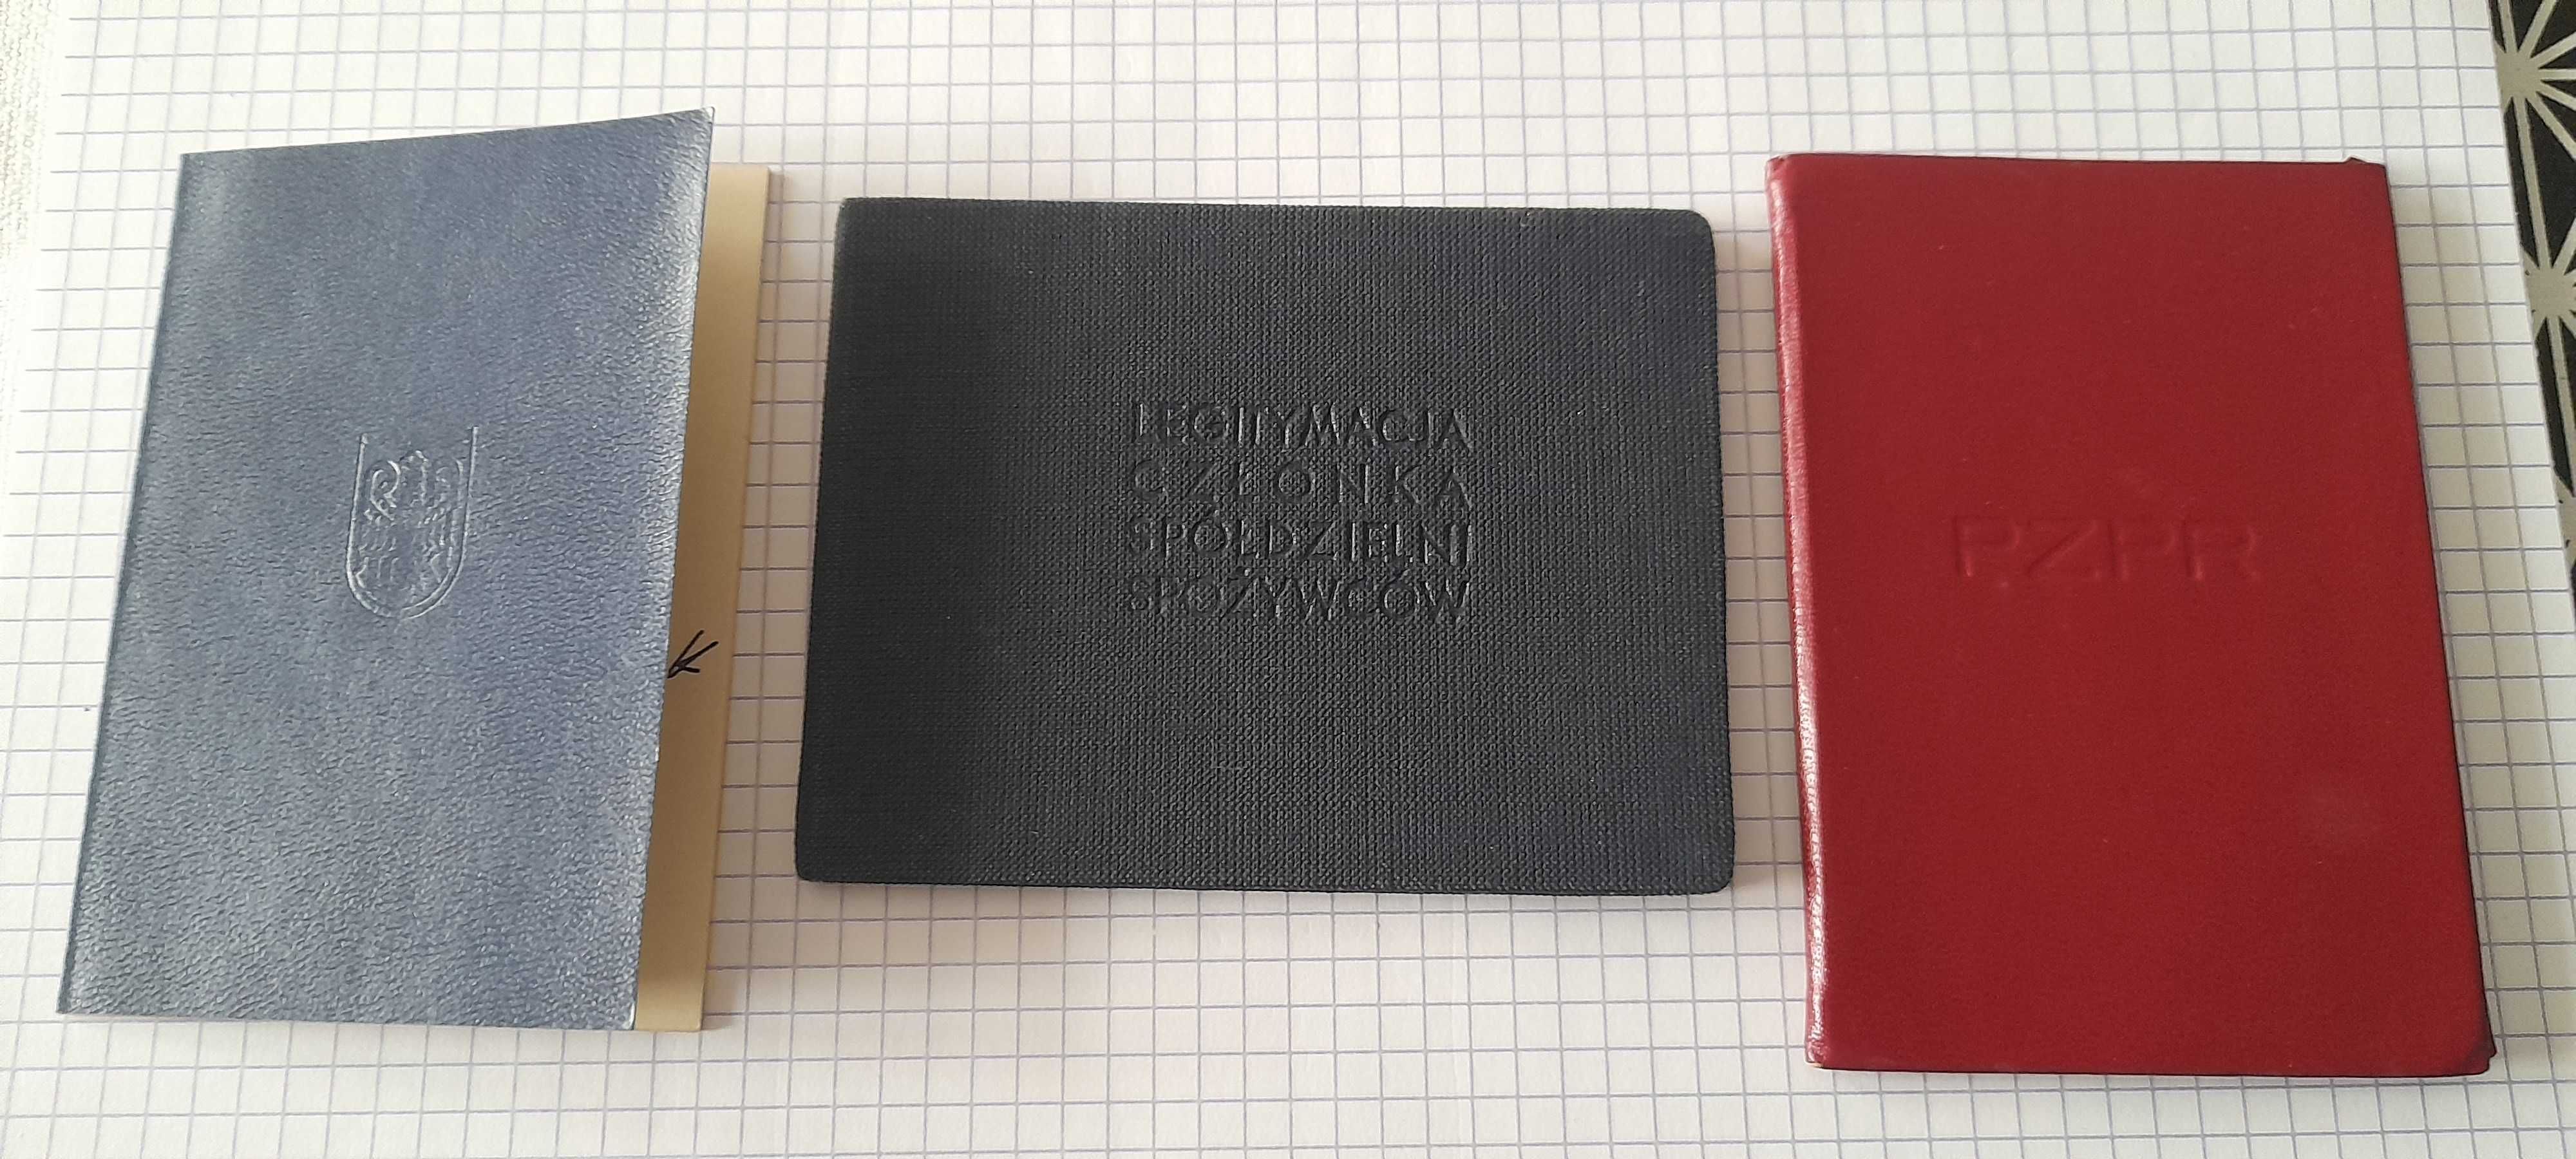 K
LEGITYMACJA
CZŁONKA
SPÓŁDZIELNI
SPOŻYWCÓW
PZPR